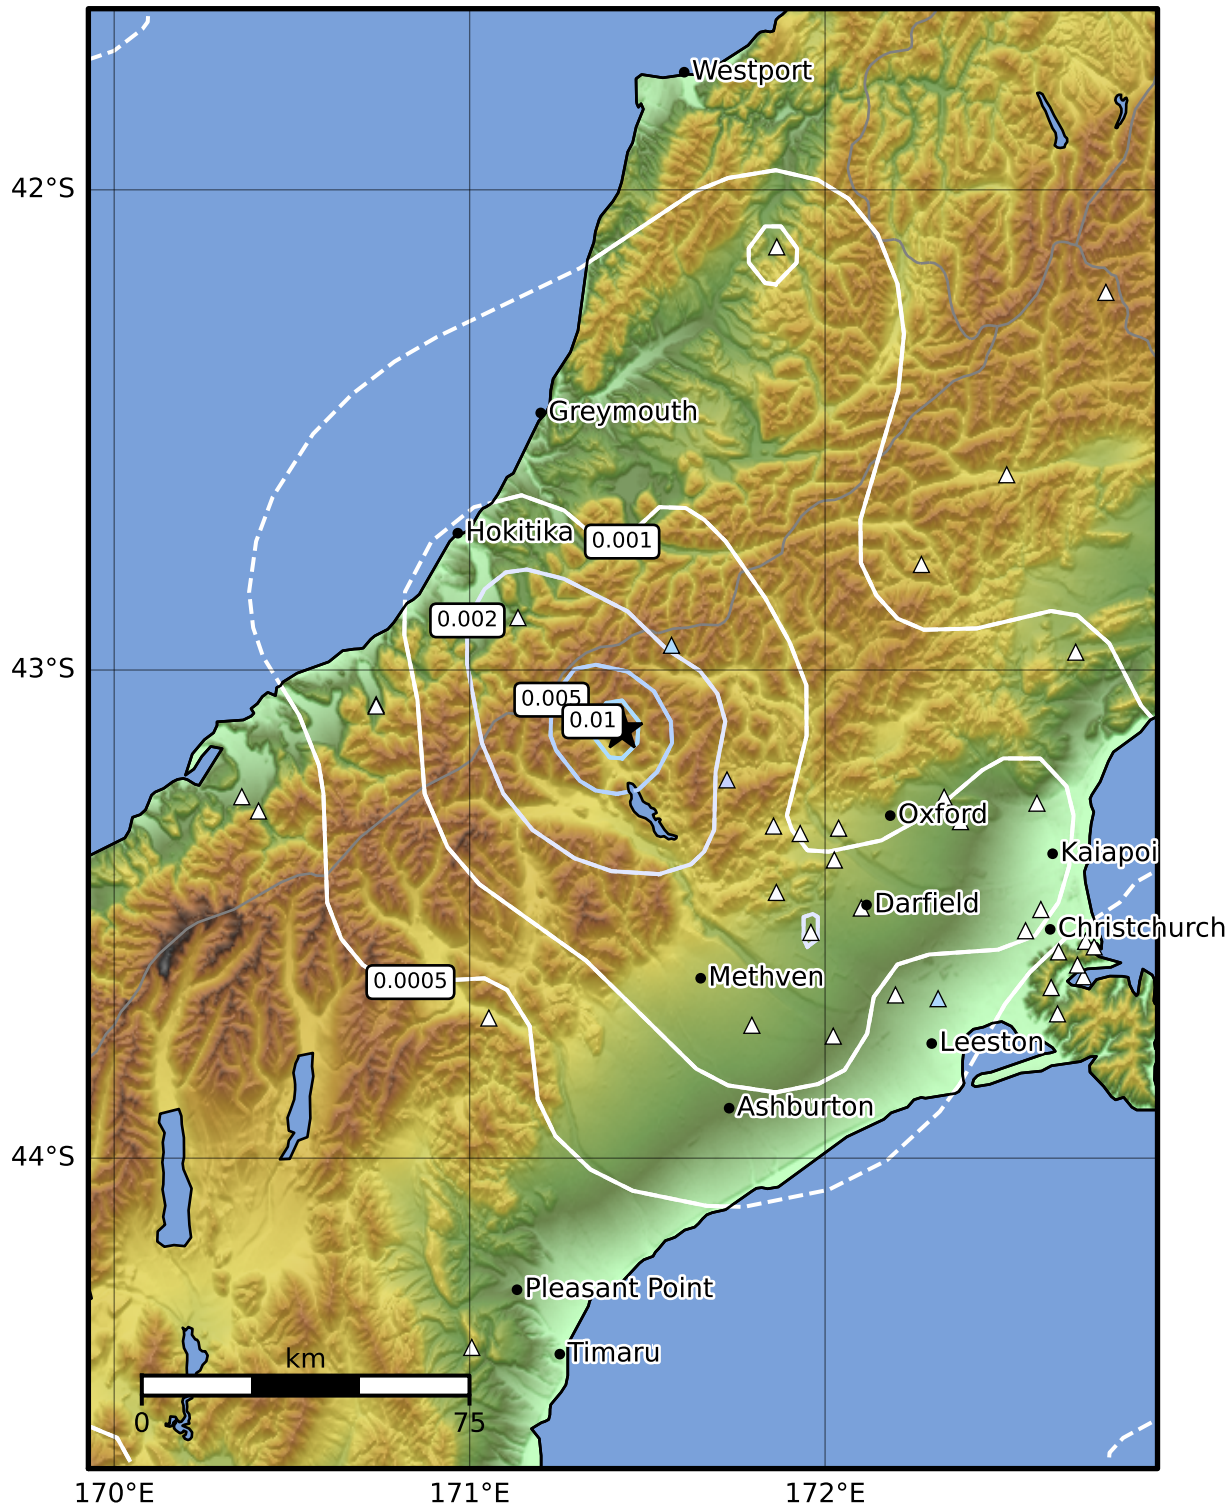 Westport
42°S
Greymouth
Hokitika
0.001
0.002
43°S
0.005
0.01
Oxford
Kaiapoi
Darfield
Christchurch
Methven
0.0005
Leeston
Ashburton
44°S
Pleasant Point
Timaru
km
0 75
170°E 171°E 172°E